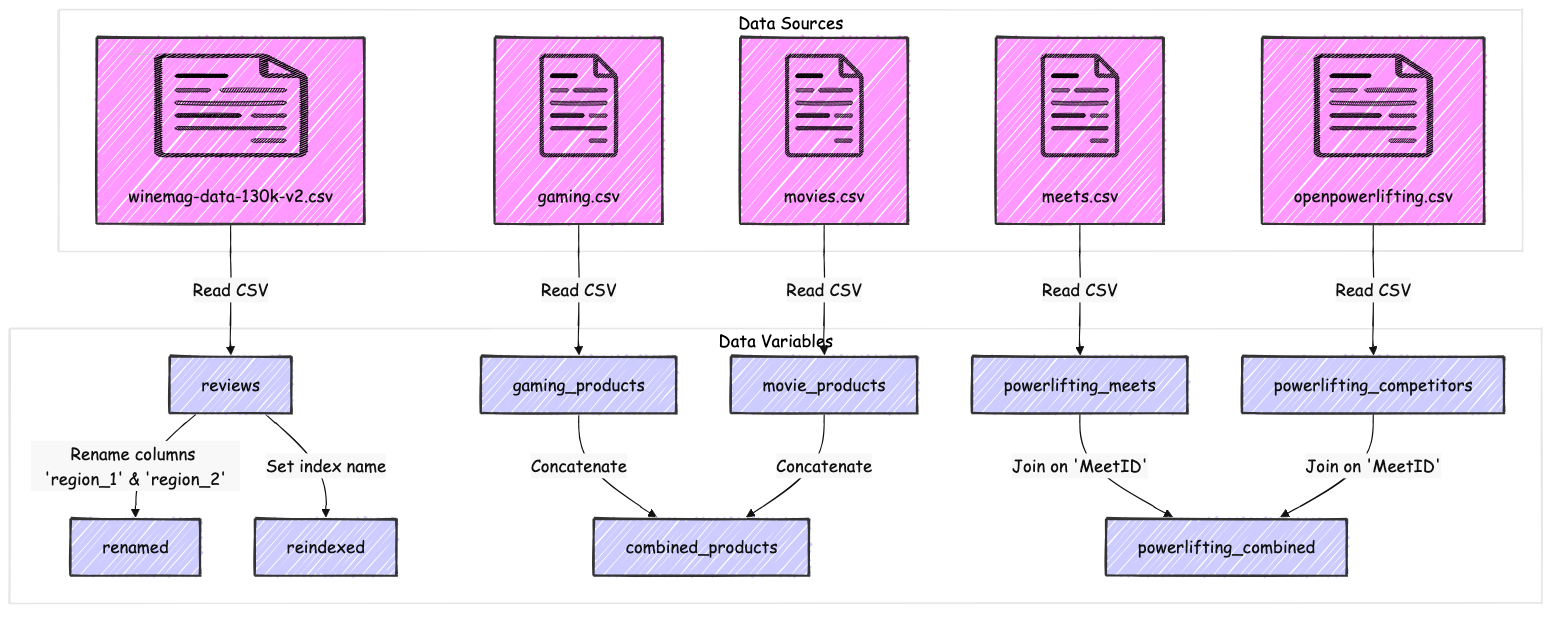 Data Sources
winemag-data-130k-v2.csv
gaming.csv
movies.csv
meets.csv
openpowerlifting.csv
Read CSV
Read CSV
Read CSV
Read CSV
Read CSV
Data Variables
reviews
gaming_products
movie_products
powerlifting_meets
powerlifting_competitors
Rename columns
'region_1' & 'region_2'
Set index name
Concatenate
Concatenate
Join on 'MeetID'
Join on 'MeetID'
renamed
reindexed
combined_products
powerlifting_combined